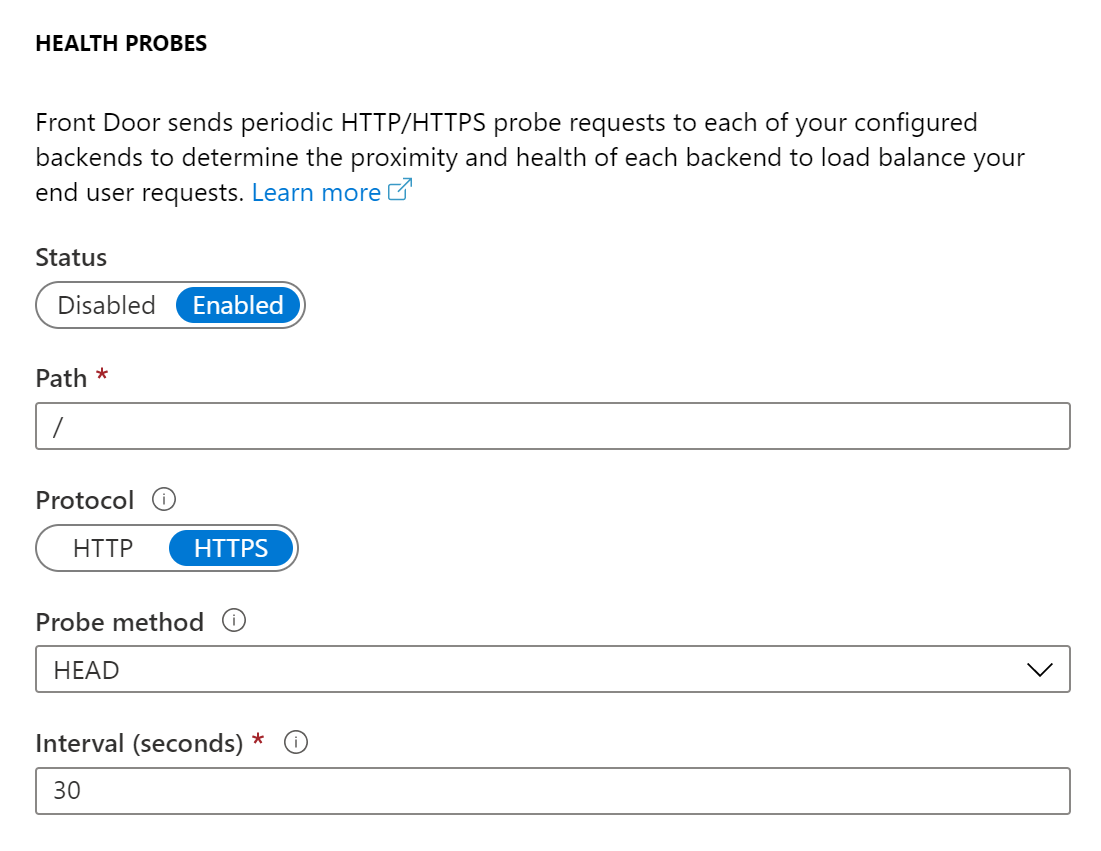 HEALTH PROBES
Front Door sends periodic HTTP/HTTPS probe requests to each of your configured
backends to determine the proximity and health of each backend to load balance your
end user requests. Learn more
Status
Disabled Enabled
Path *
/
Protocol
HTTP HTTPS
Probe method
HEAD
Interval (seconds) *
30